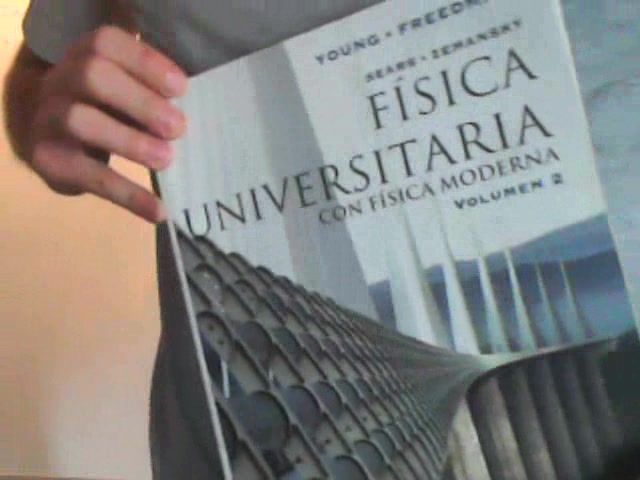 YOUNG • FREEDM
SEARS • ZEMANSKY
FÍSICA
UNIVERSITARIA
CON FÍSICA MODERNA
VOLUMEN 2